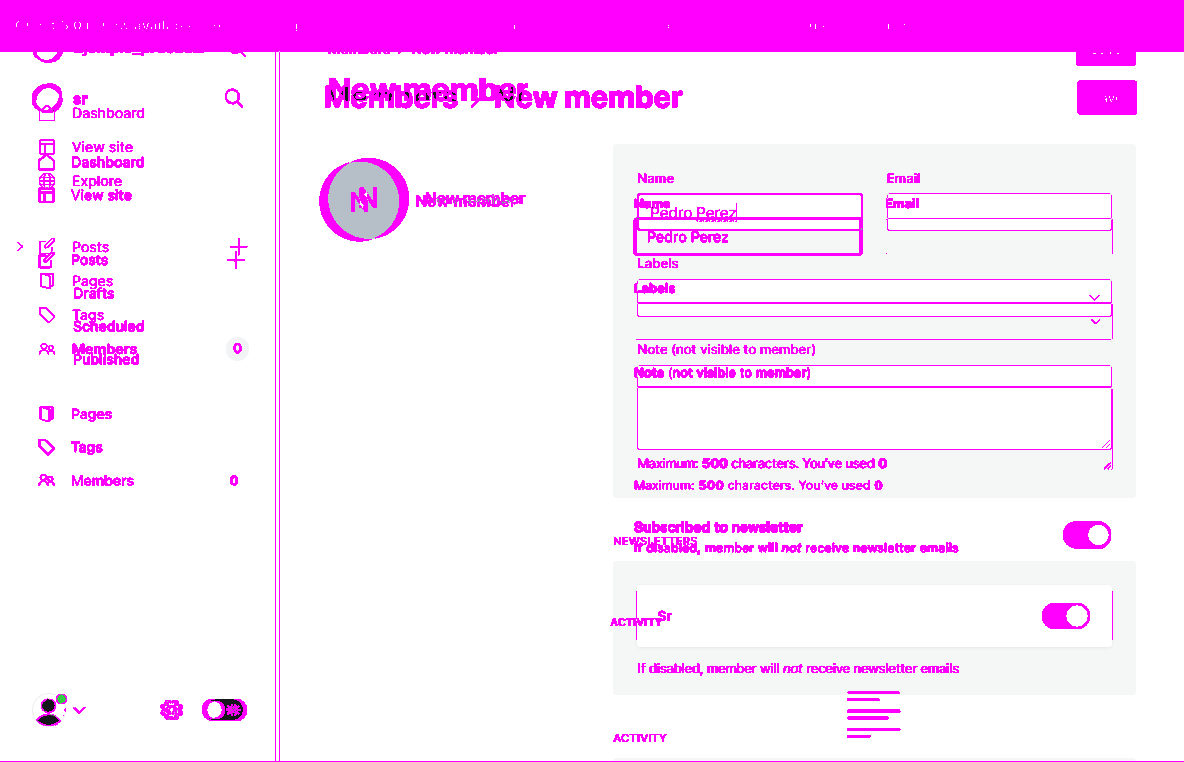 sr
Dashboard
View site
Dashboard
Explore
View site
Posts
Posts
Pages
Drafts
Tags
Scheduled
Members 0
Published
Pages
Tags
Members 0
New member
Members New member
N N
New member
New member
Name Email
Name Email
Pedro Perez
Pedro Perez
Labels
Labels
Note (not visible to member)
Note (not visible to member)
Maximum: 500 characters. You've used 0
Maximum: 500 characters. You've used 0
Subscribed to newsletter
NEWSLETTERS
If disabled, member will not receive newsletter emails
Sr
ACTIVITY
If disabled, member will not receive newsletter emails
ACTIVITY